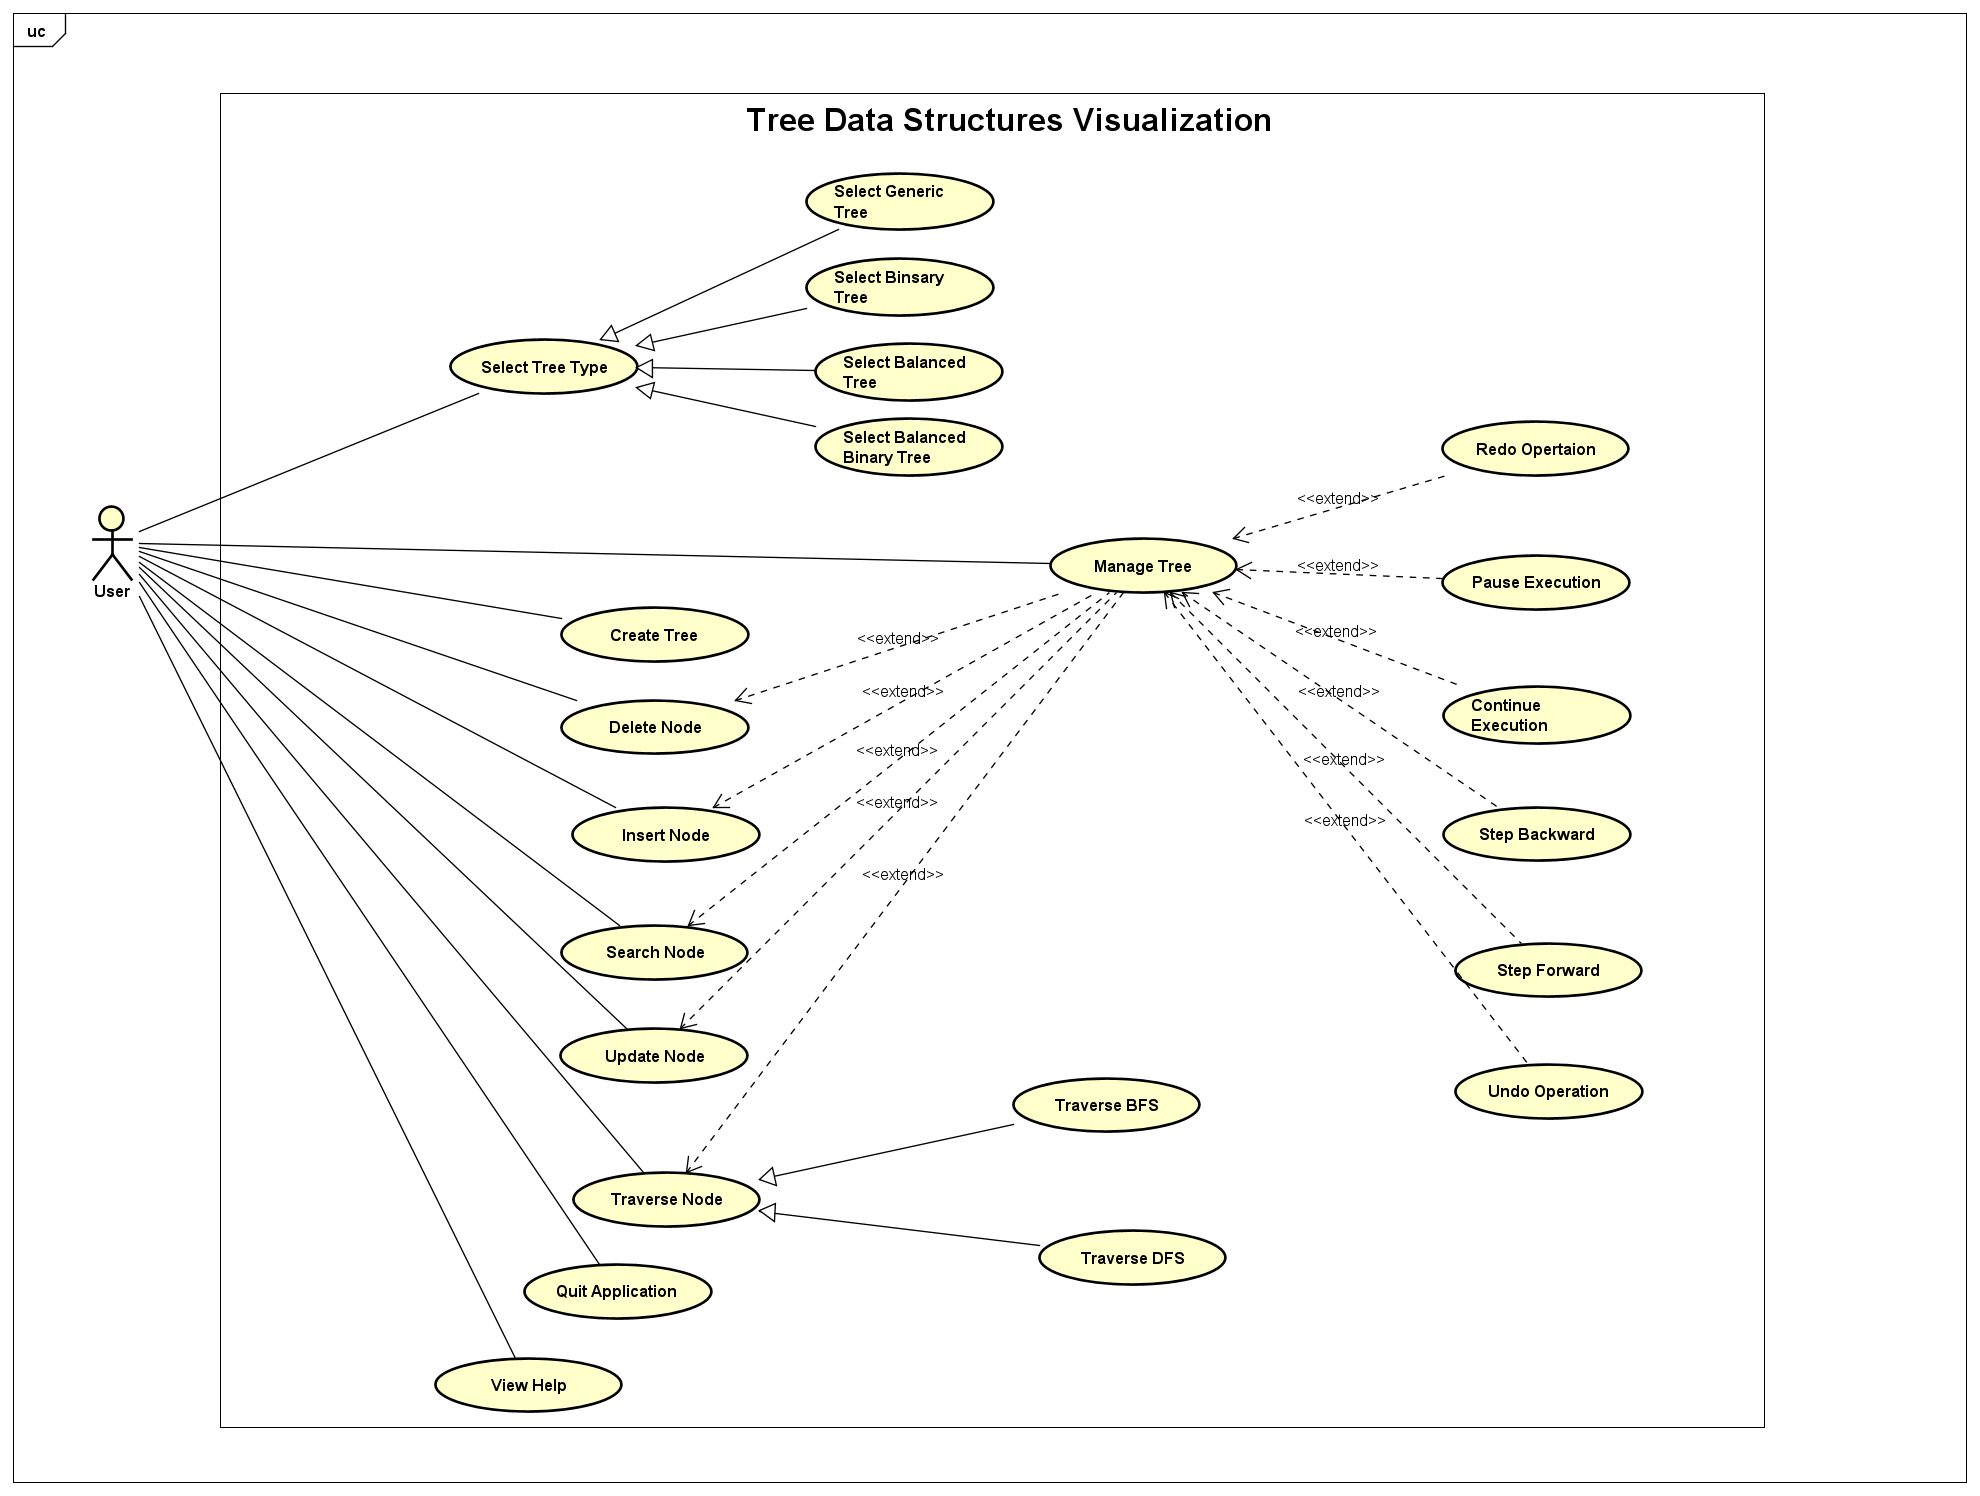 uc
Tree Data Structures Visualization
Select Generic
Tree
Select Binsary
Tree
Select Tree Type
Select Balanced
Tree
Select Balanced
Binary Tree
Redo Opertaion
<<extend>>
Manage Tree
<<extend>>
Pause Execution
User
Create Tree
<<extend>>
<<extend>>
Delete Node
<<extend>>
<<extend>>
Continue
Execution
<<extend>>
<<extend>>
<<extend>>
<<extend>>
Insert Node
Step Backward
<<extend>>
Search Node
Step Forward
Update Node
Undo Operation
Traverse BFS
Traverse Node
Traverse DFS
Quit Application
View Help